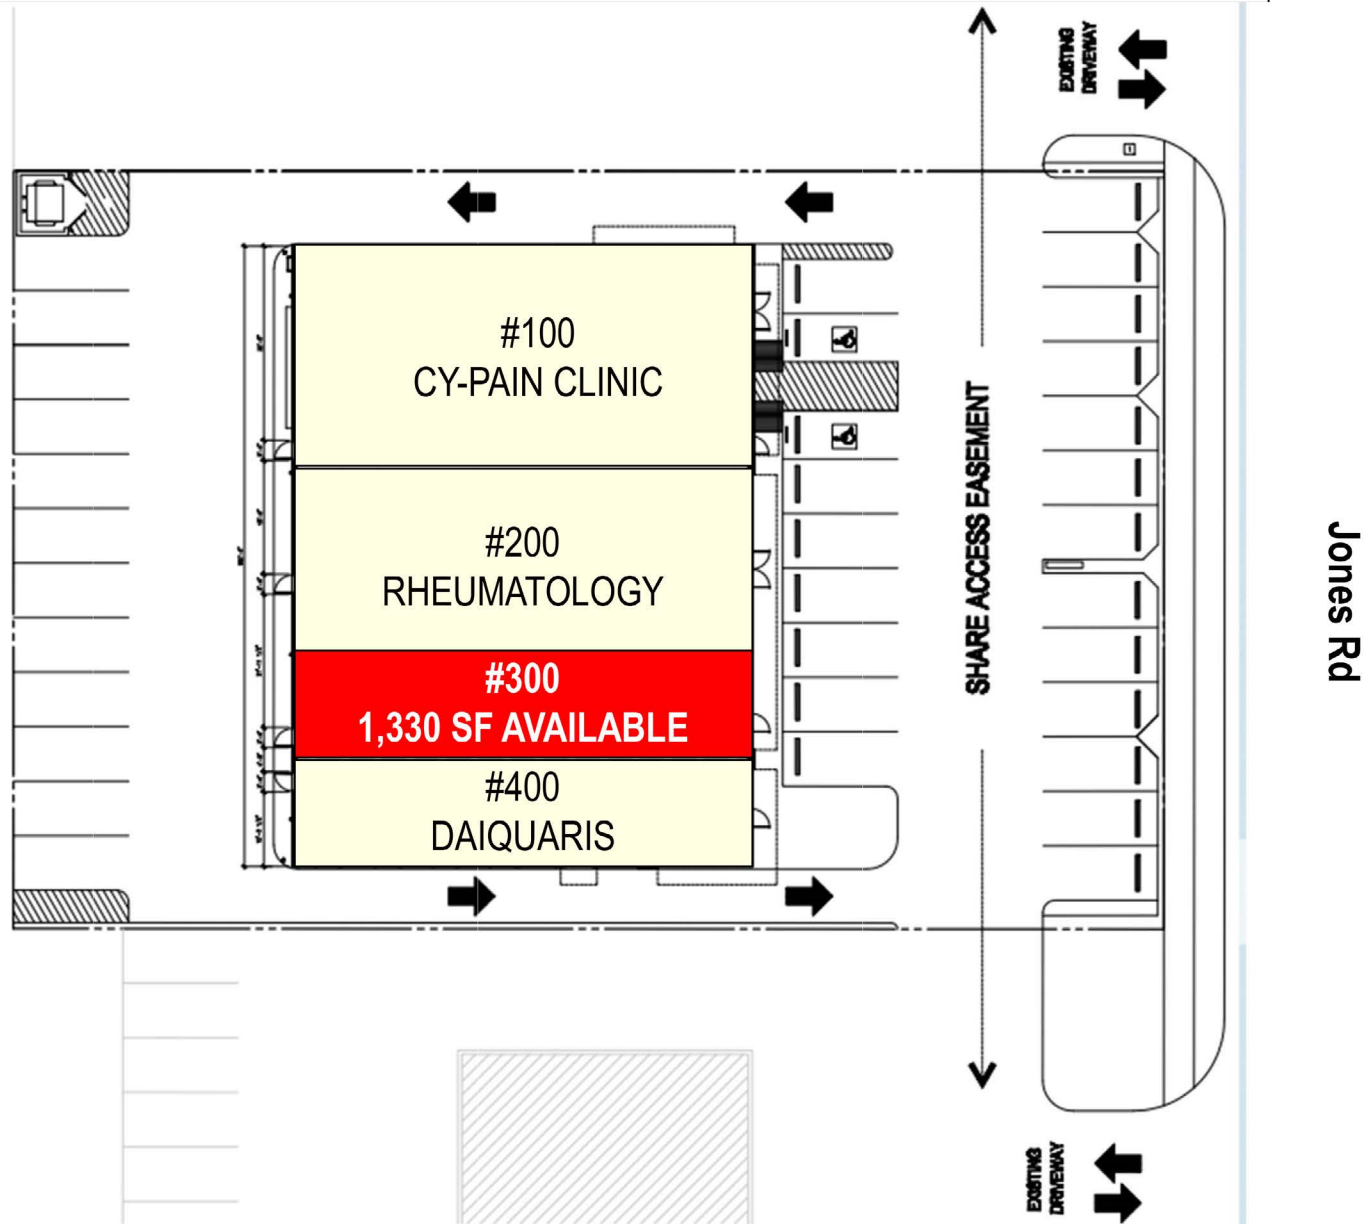 EXISTING
DRIVEWAY
#100
CY-PAIN CLINIC
#200
RHEUMATOLOGY
#300
1,330 SF AVAILABLE
#400
DAIQUARIS
SHARE ACCESS EASEMENT
Jones Rd
EXISTING
DRIVEWAY